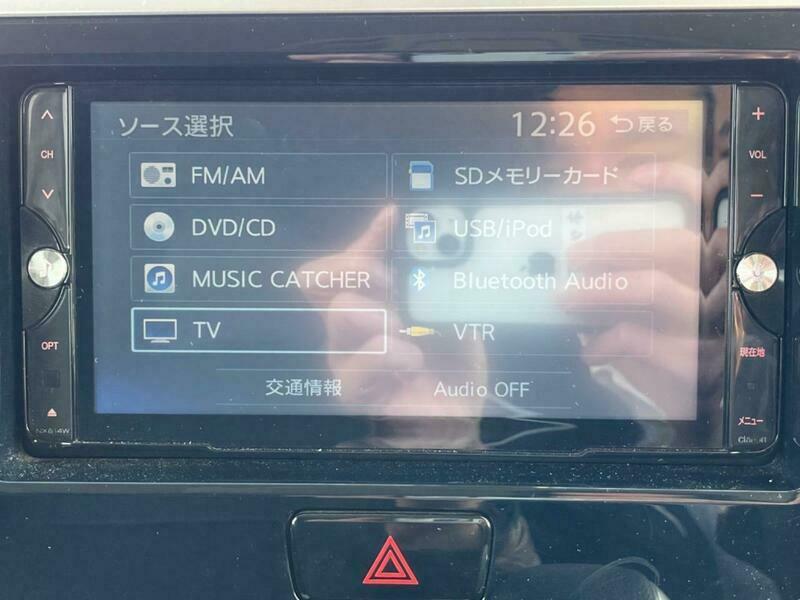 ソース選択 12:26 戻る
FM/AM SDメモリーカード
DVD/CD USB/iPod
MUSIC CATCHER Bluetooth Audio
TV VTR
交通情報 Audio OFF
CH
OPT
NX614W
+
VOL
−
現在地
メニュー
Clarion